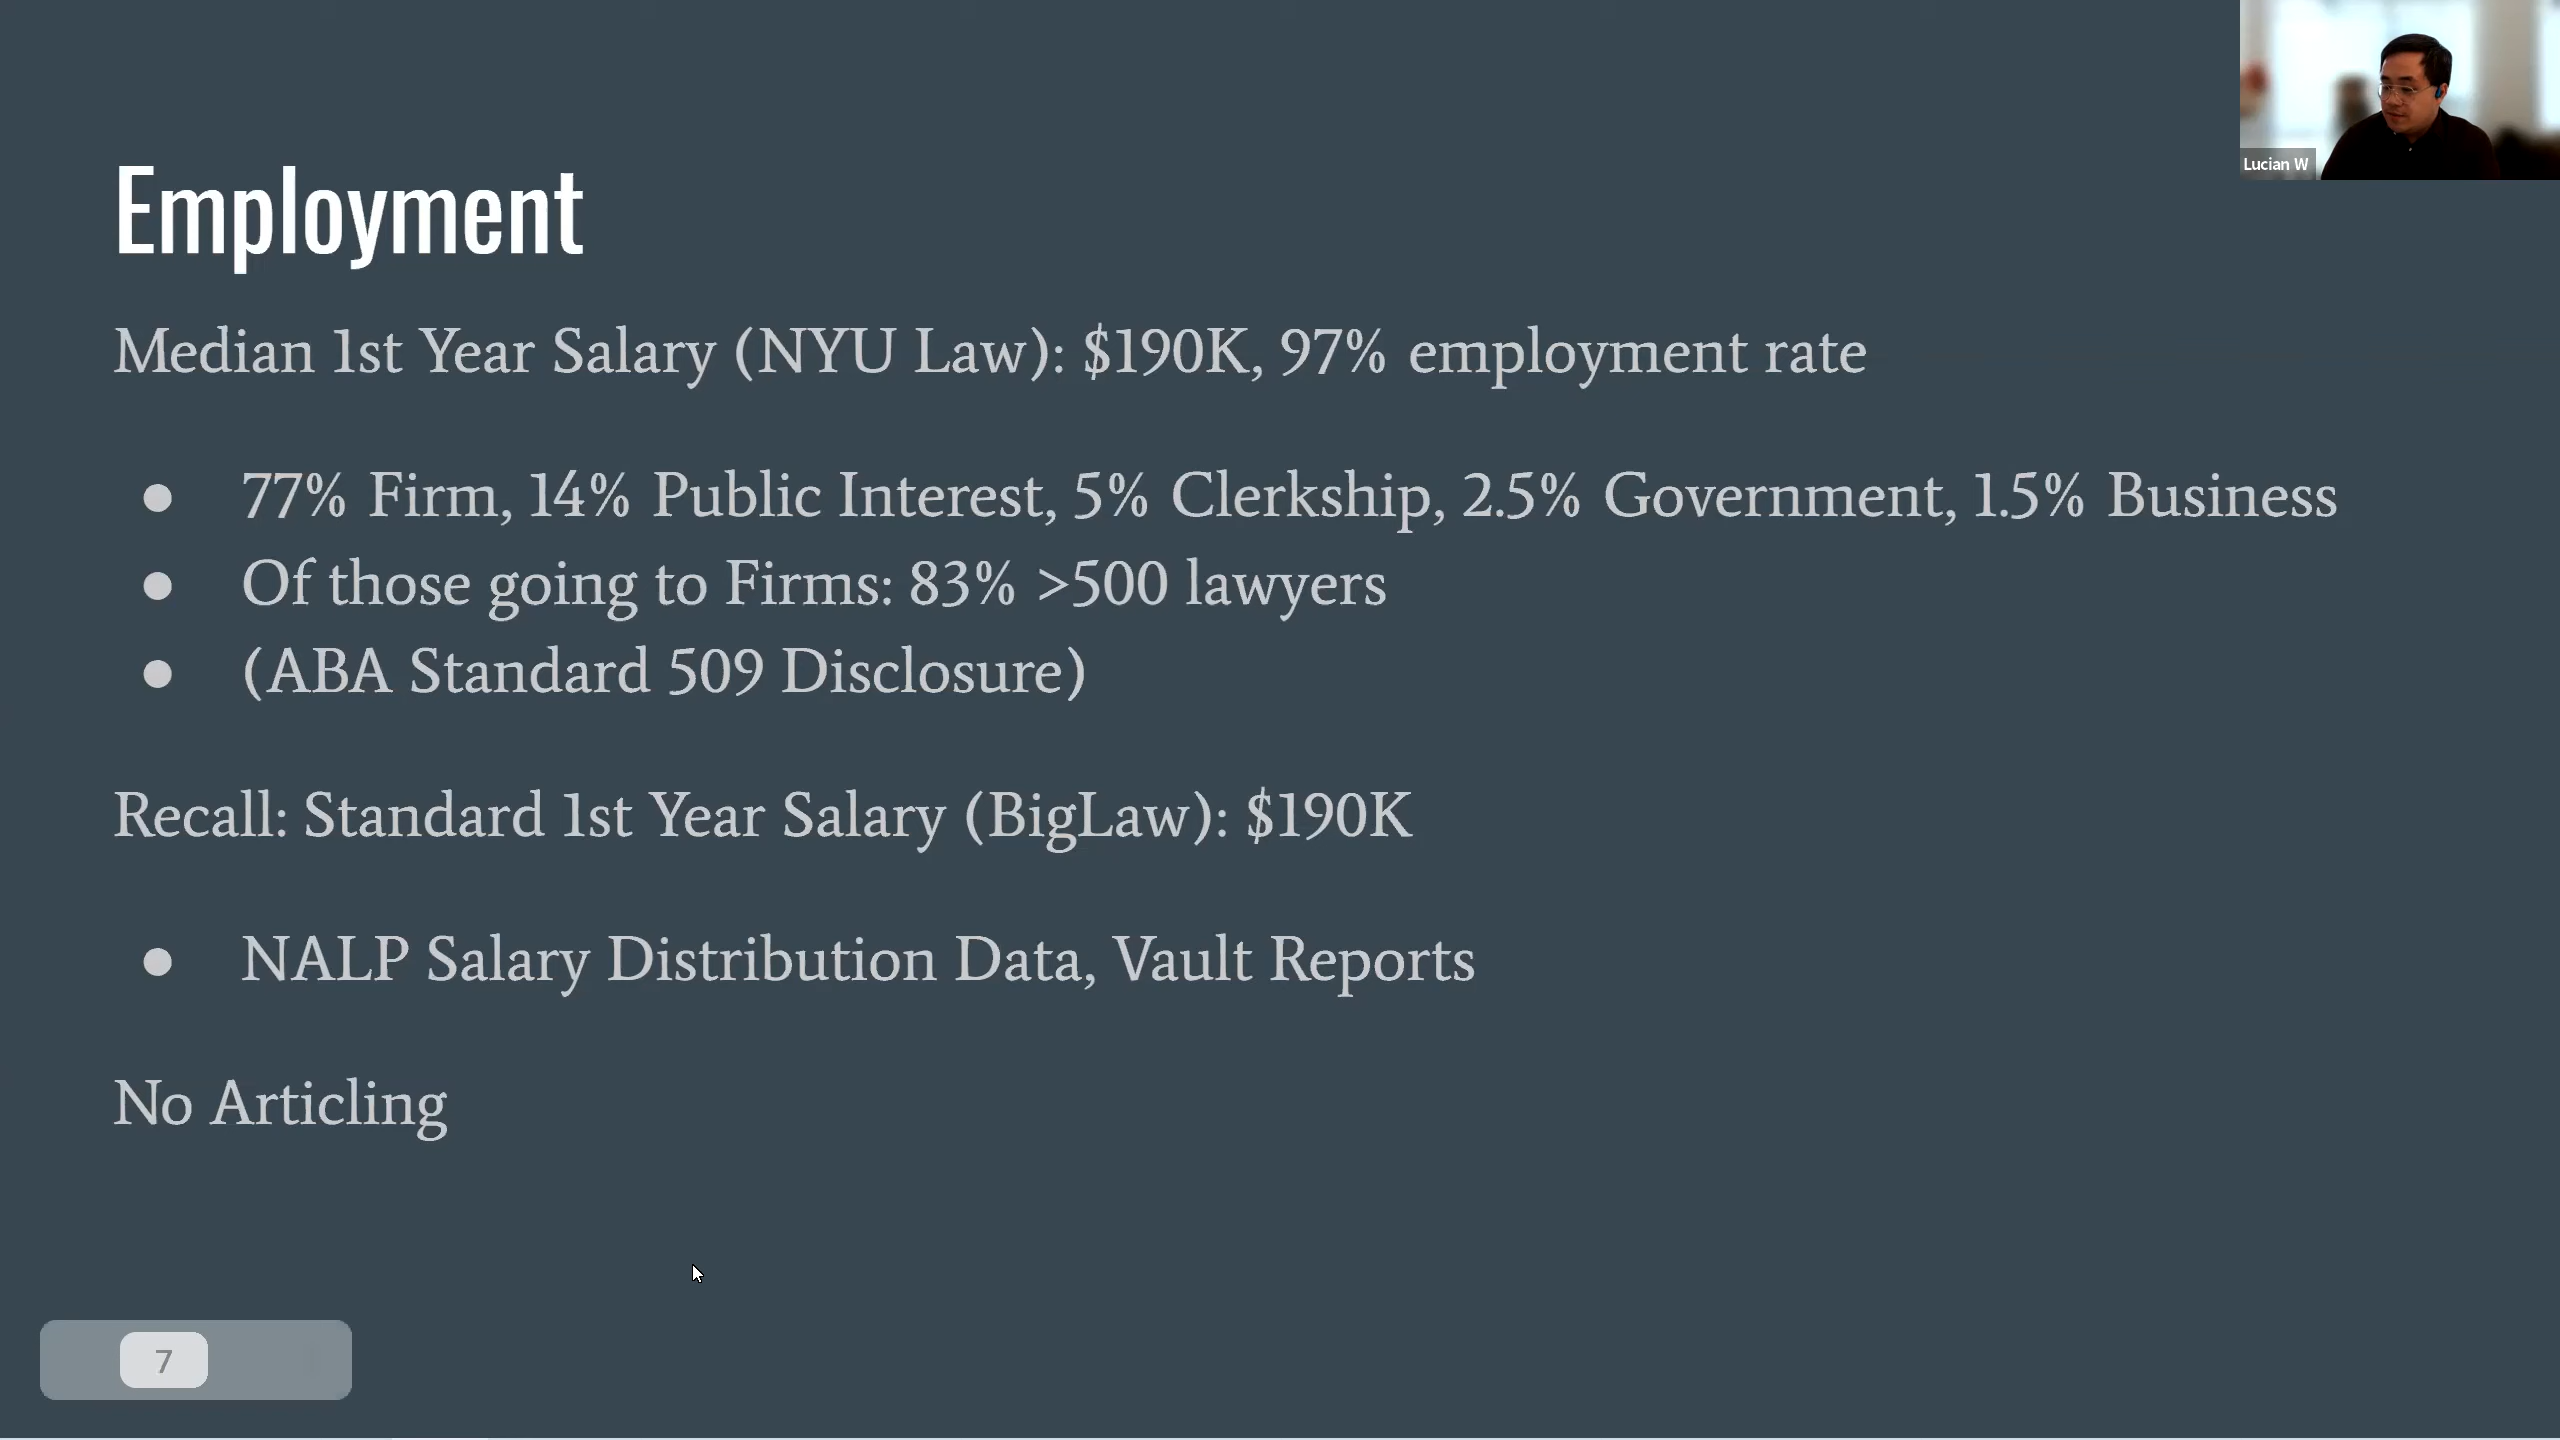 Lucian W
Employment
Median 1st Year Salary (NYU Law): $190K, 97% employment rate
● 77% Firm, 14% Public Interest, 5% Clerkship, 2.5% Government, 1.5% Business
● Of those going to Firms: 83% >500 lawyers
● (ABA Standard 509 Disclosure)
Recall: Standard 1st Year Salary (BigLaw): $190K
● NALP Salary Distribution Data, Vault Reports
No Articling
7